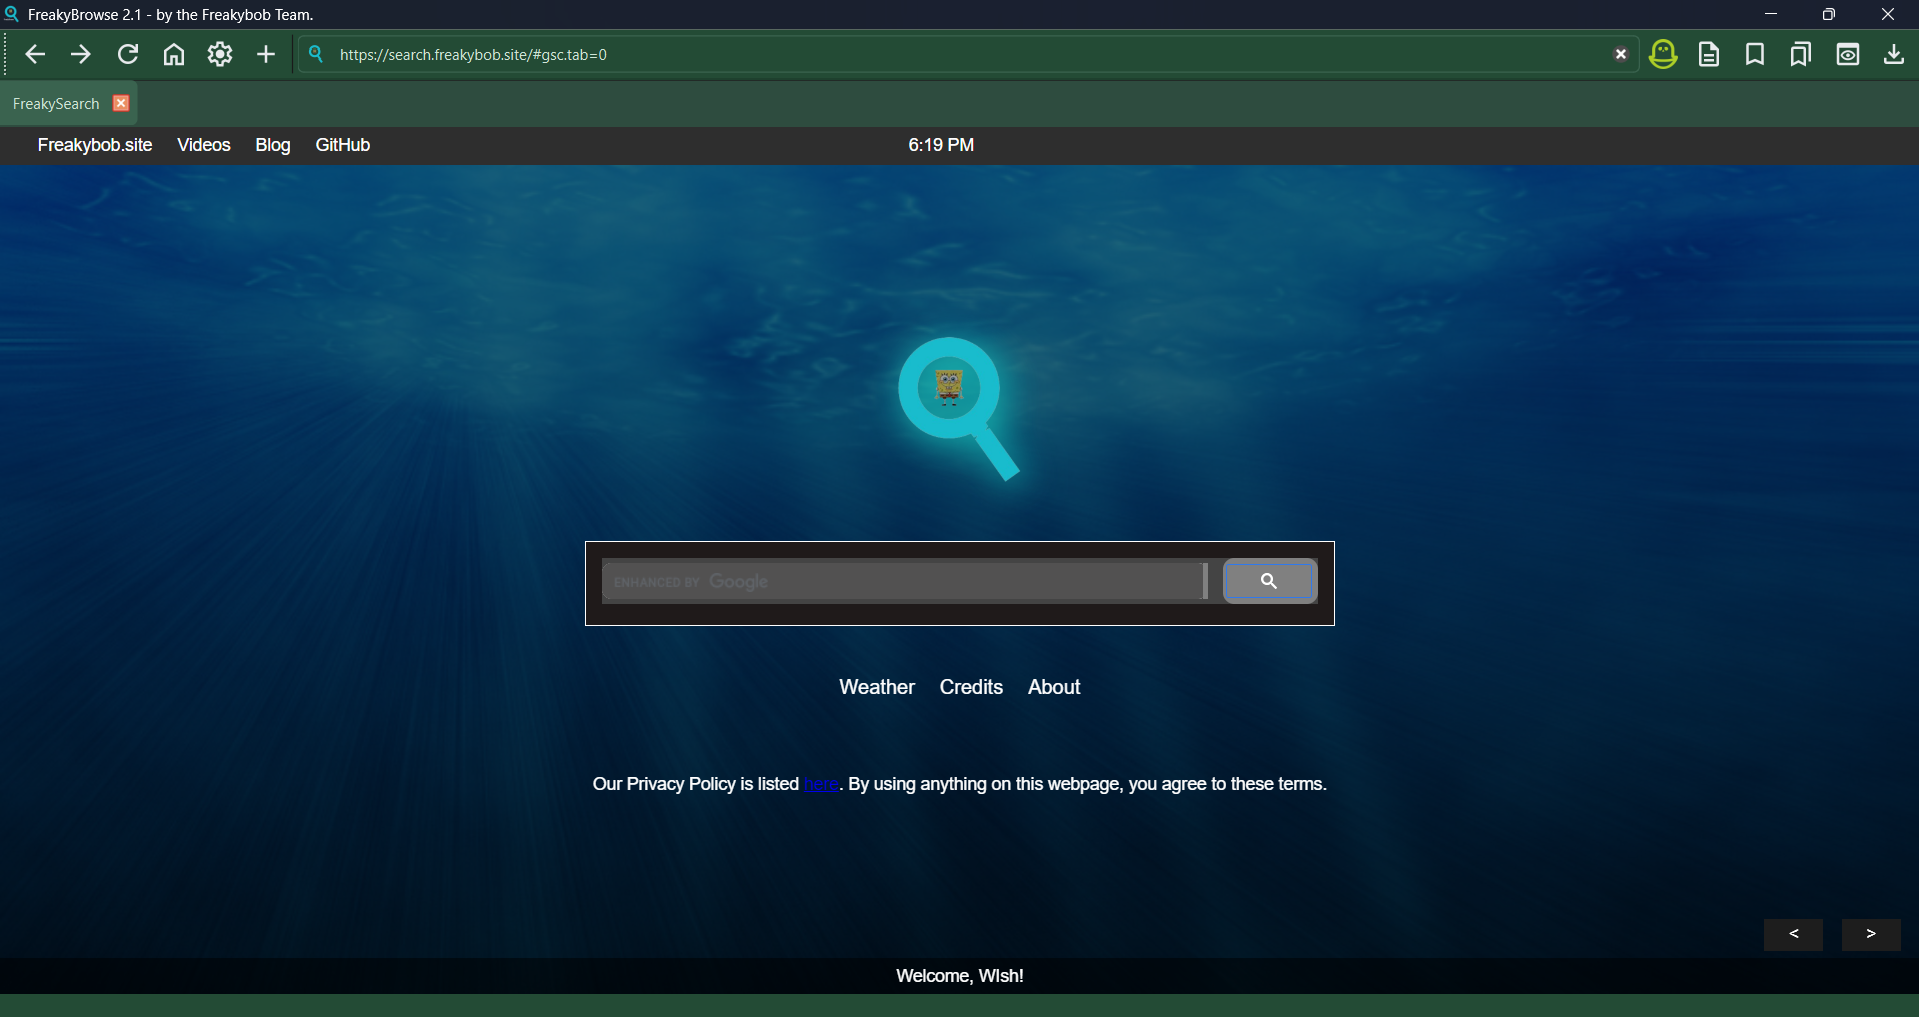 FreakyBrowse 2.1 - by the Freakybob Team.
https://search.freakybob.site/#gsc.tab=0
FreakySearch
Freakybob.site Videos Blog GitHub 6:19 PM
ENHANCED BY Google
Weather Credits About
Our Privacy Policy is listed here. By using anything on this webpage, you agree to these terms.
< >
Welcome, WIsh!